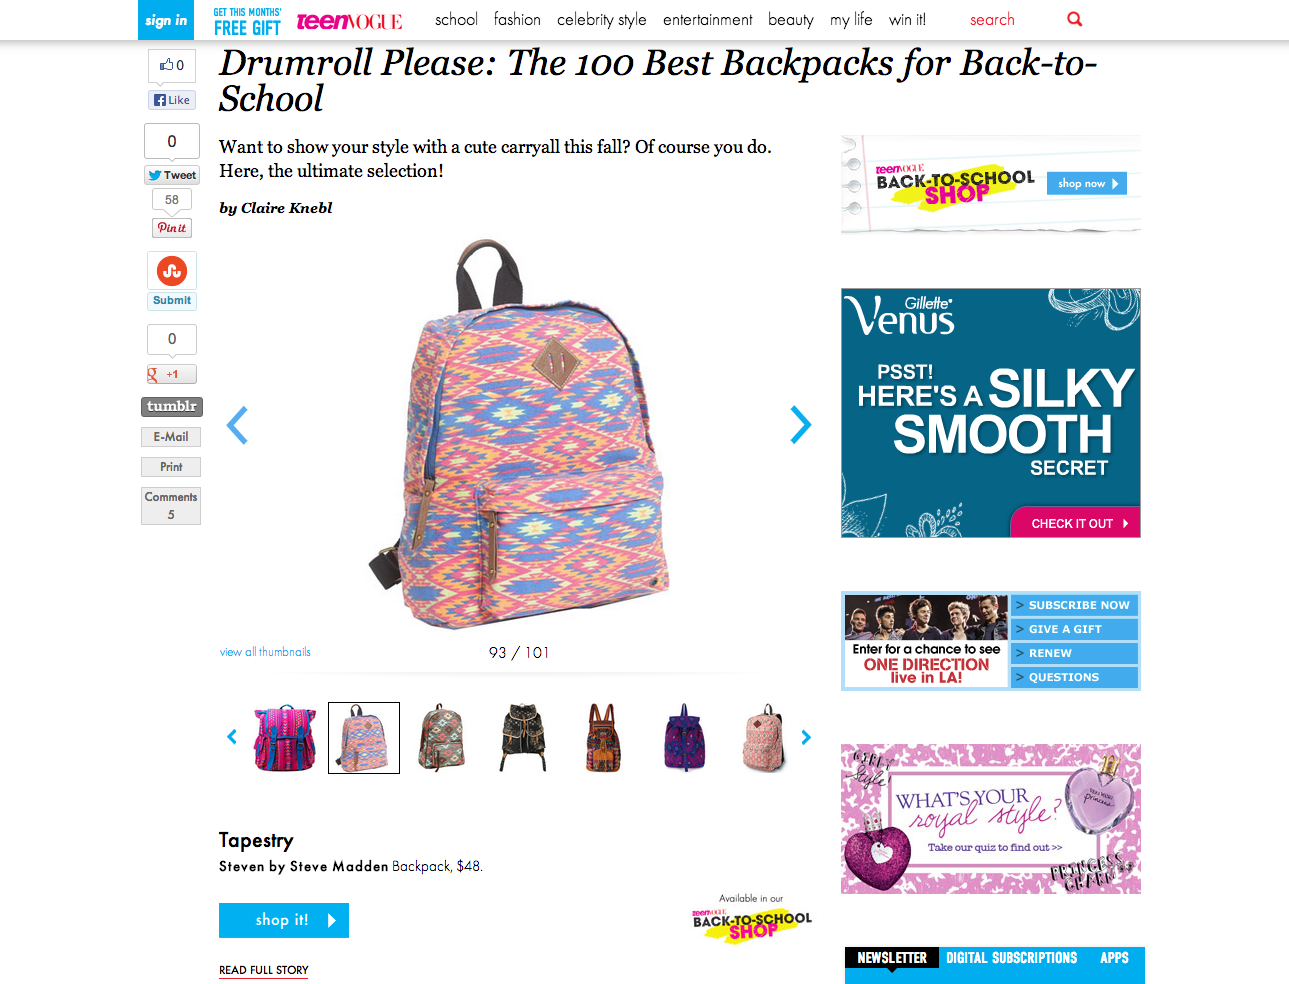 sign in
GET THIS MONTHS'
FREE GIFT
teenVOGUE
school fashion celebrity style entertainment beauty my life win it!
search
0
Like
0
Tweet
58
Pin it
Submit
0
+1
tumblr
E-Mail
Print
Comments
5
Drumroll Please: The 100 Best Backpacks for Back-to-
School
Want to show your style with a cute carryall this fall? Of course you do.
Here, the ultimate selection!
by Claire Knebl
view all thumbnails
93 / 101
Tapestry
Steven by Steve Madden Backpack, $48.
shop it!
READ FULL STORY
Available in our
teenVOGUE
BACK-TO-SCHOOL
SHOP
teenVOGUE
BACK-TO-SCHOOL
SHOP
shop now
Gillette
Venus
PSST!
HERE'S A SILKY
SMOOTH
SECRET
CHECK IT OUT
Enter for a chance to see
ONE DIRECTION
live in LA!
> SUBSCRIBE NOW
> GIVE A GIFT
> RENEW
> QUESTIONS
WHAT'S YOUR
royal style?
Take our quiz to find out >>
princess
NEWSLETTER DIGITAL SUBSCRIPTIONS APPS